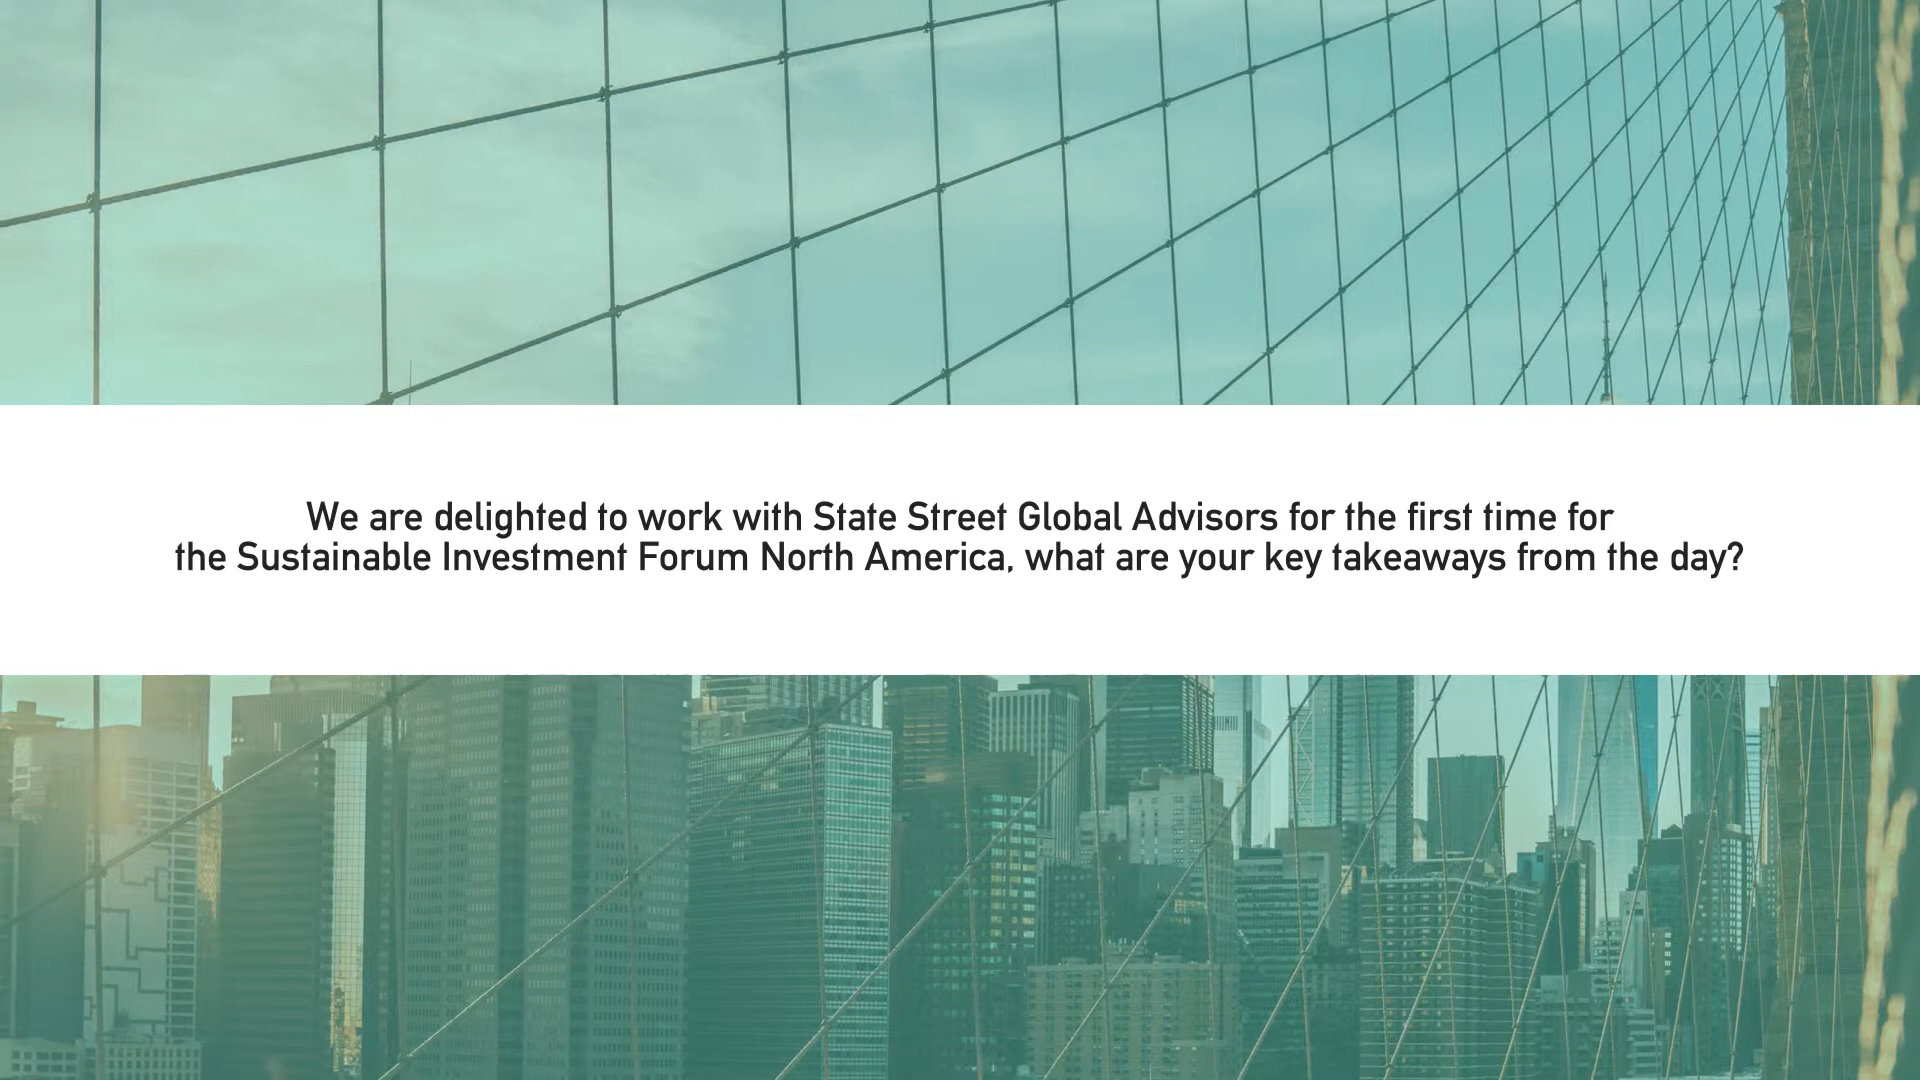 We are delighted to work with State Street Global Advisors for the first time for
the Sustainable Investment Forum North America, what are your key takeaways from the day?